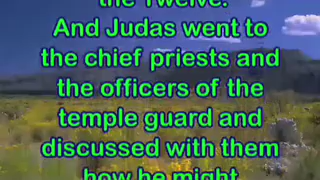 the Twelve.
And Judas went to
the chief priests and
the officers of the
temple guard and
discussed with them
how he might